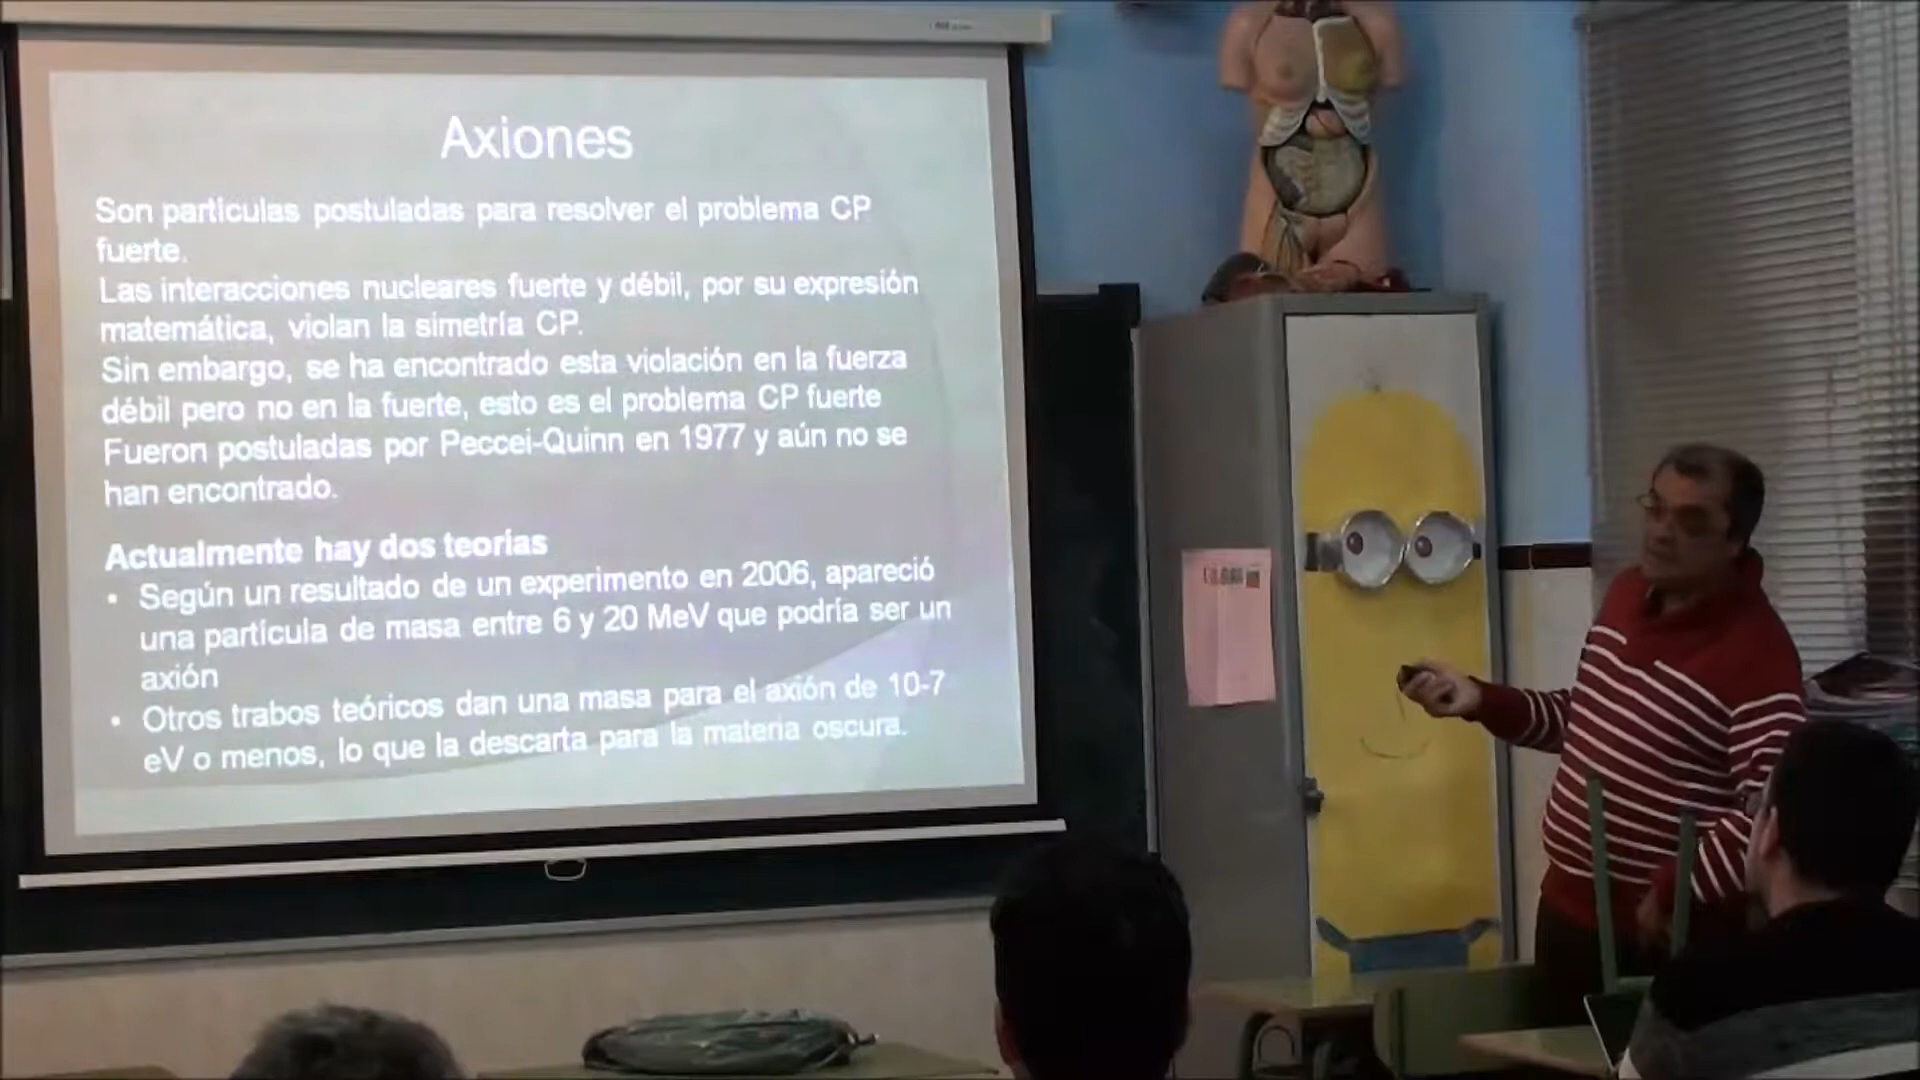 Axiones
Son partículas postuladas para resolver el problema CP
fuerte.
Las interacciones nucleares fuerte y débil, por su expresión
matemática, violan la simetría CP.
Sin embargo, se ha encontrado esta violación en la fuerza
débil pero no en la fuerte, esto es el problema CP fuerte
Fueron postuladas por Peccei-Quinn en 1977 y aún no se
han encontrado.
Actualmente hay dos teorías
• Según un resultado de un experimento en 2006, apareció
una partícula de masa entre 6 y 20 MeV que podría ser un
axión
• Otros trabos teóricos dan una masa para el axión de 10-7
eV o menos, lo que la descarta para la materia oscura.